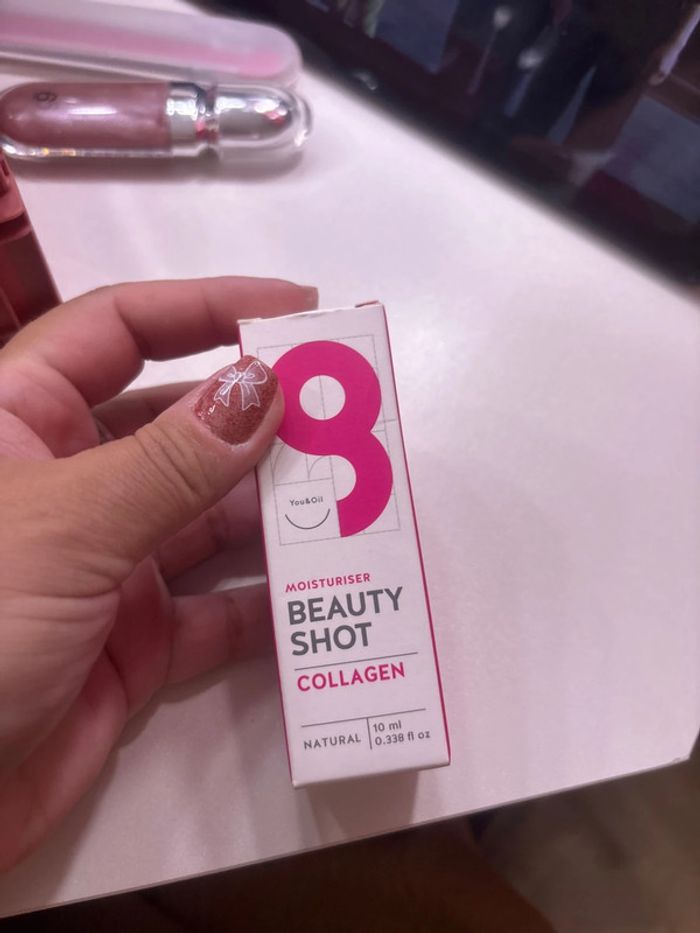 You&Oil
MOISTURISER
BEAUTY
SHOT
COLLAGEN
NATURAL
10 ml
0.338 fl oz